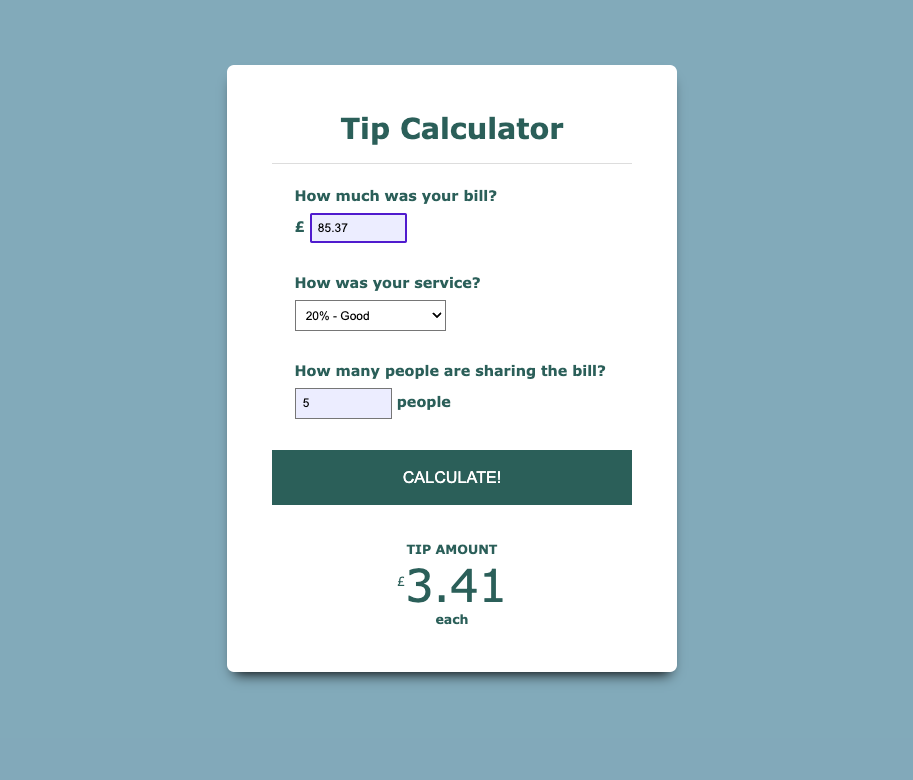 Tip Calculator
How much was your bill?
£ 85.37
How was your service?
20% - Good
How many people are sharing the bill?
5 people
CALCULATE!
TIP AMOUNT
£3.41
each